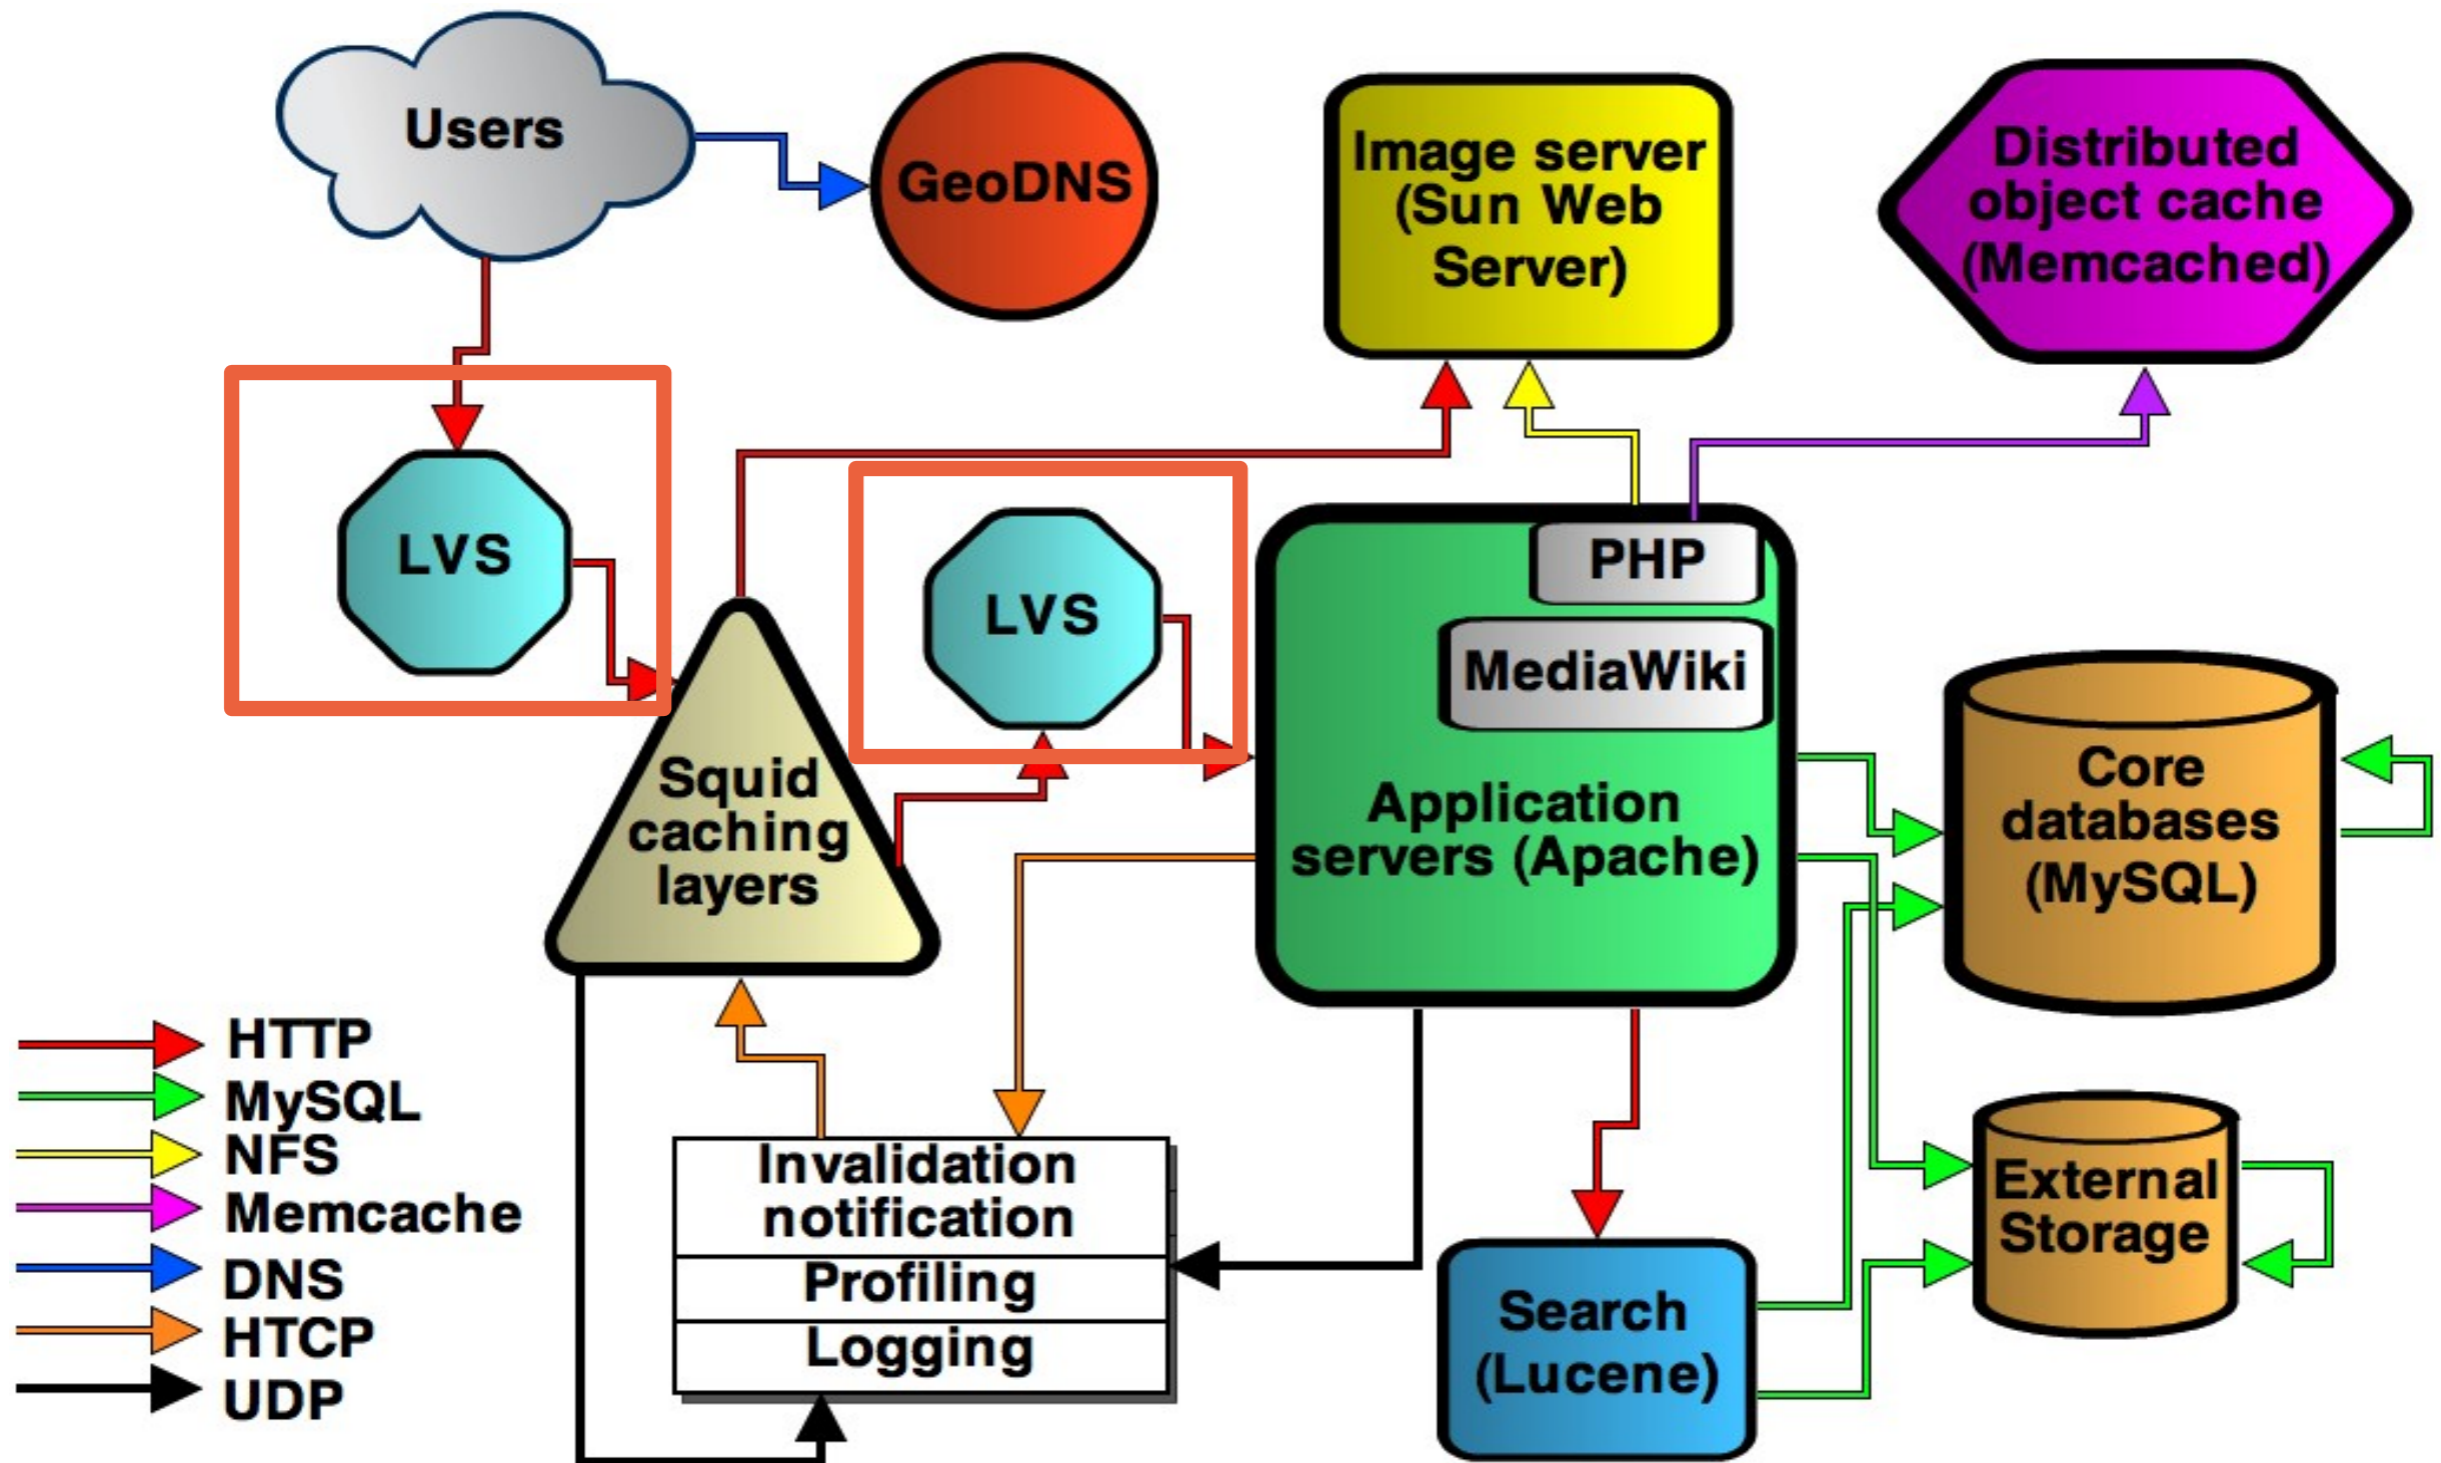 Users
GeoDNS
Image server
(Sun Web
Server)
Distributed
object cache
(Memcached)
LVS
LVS
PHP
MediaWiki
Application
servers (Apache)
Squid
caching
layers
Core
databases
(MySQL)
HTTP
MySQL
NFS
Memcache
DNS
HTCP
UDP
Invalidation
notification
Profiling
Logging
Search
(Lucene)
External
Storage